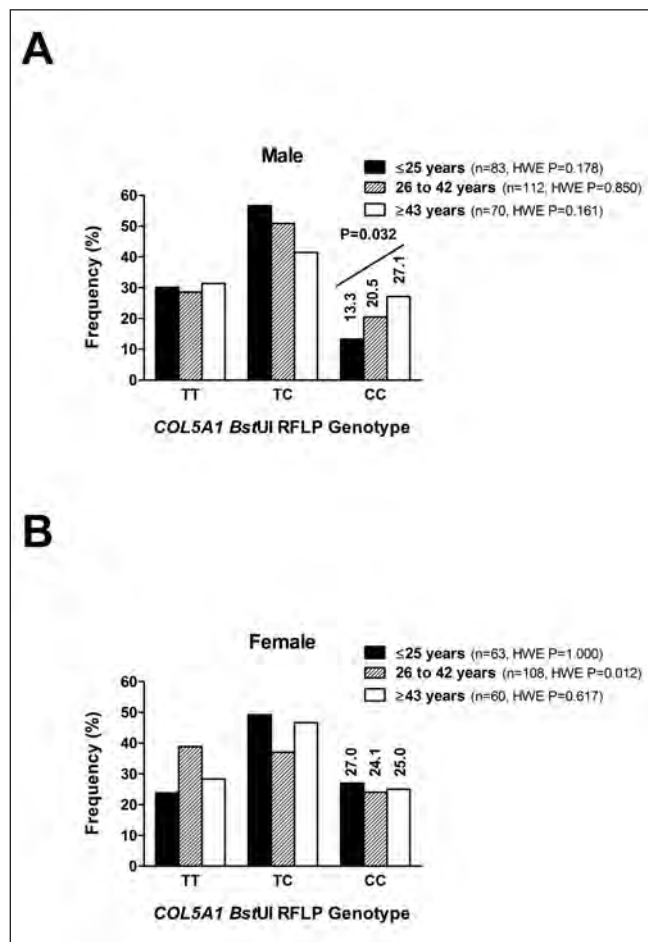 A
Male
≤25 years (n=83, HWE P=0.178)
26 to 42 years (n=112, HWE P=0.850)
≥43 years (n=70, HWE P=0.161)
P=0.032
60
50
40
30
20
10
0
Frequency (%)
13.3
20.5
27.1
TT TC CC
COL5A1 BstUI RFLP Genotype
B
Female
≤25 years (n=63, HWE P=1.000)
26 to 42 years (n=108, HWE P=0.012)
≥43 years (n=60, HWE P=0.617)
60
50
40
30
20
10
0
Frequency (%)
27.0
24.1
25.0
TT TC CC
COL5A1 BstUI RFLP Genotype